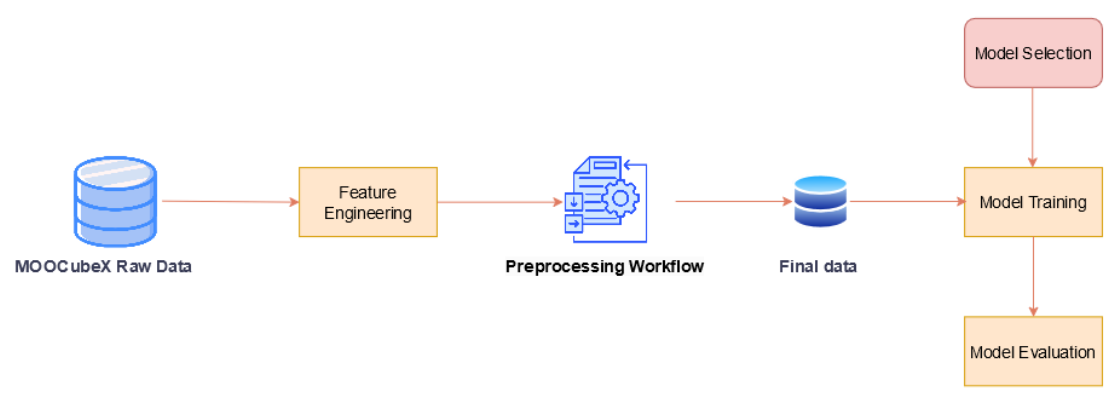 Model Selection
MOOCubeX Raw Data
Feature
Engineering
Preprocessing Workflow
Final data
Model Training
Model Evaluation